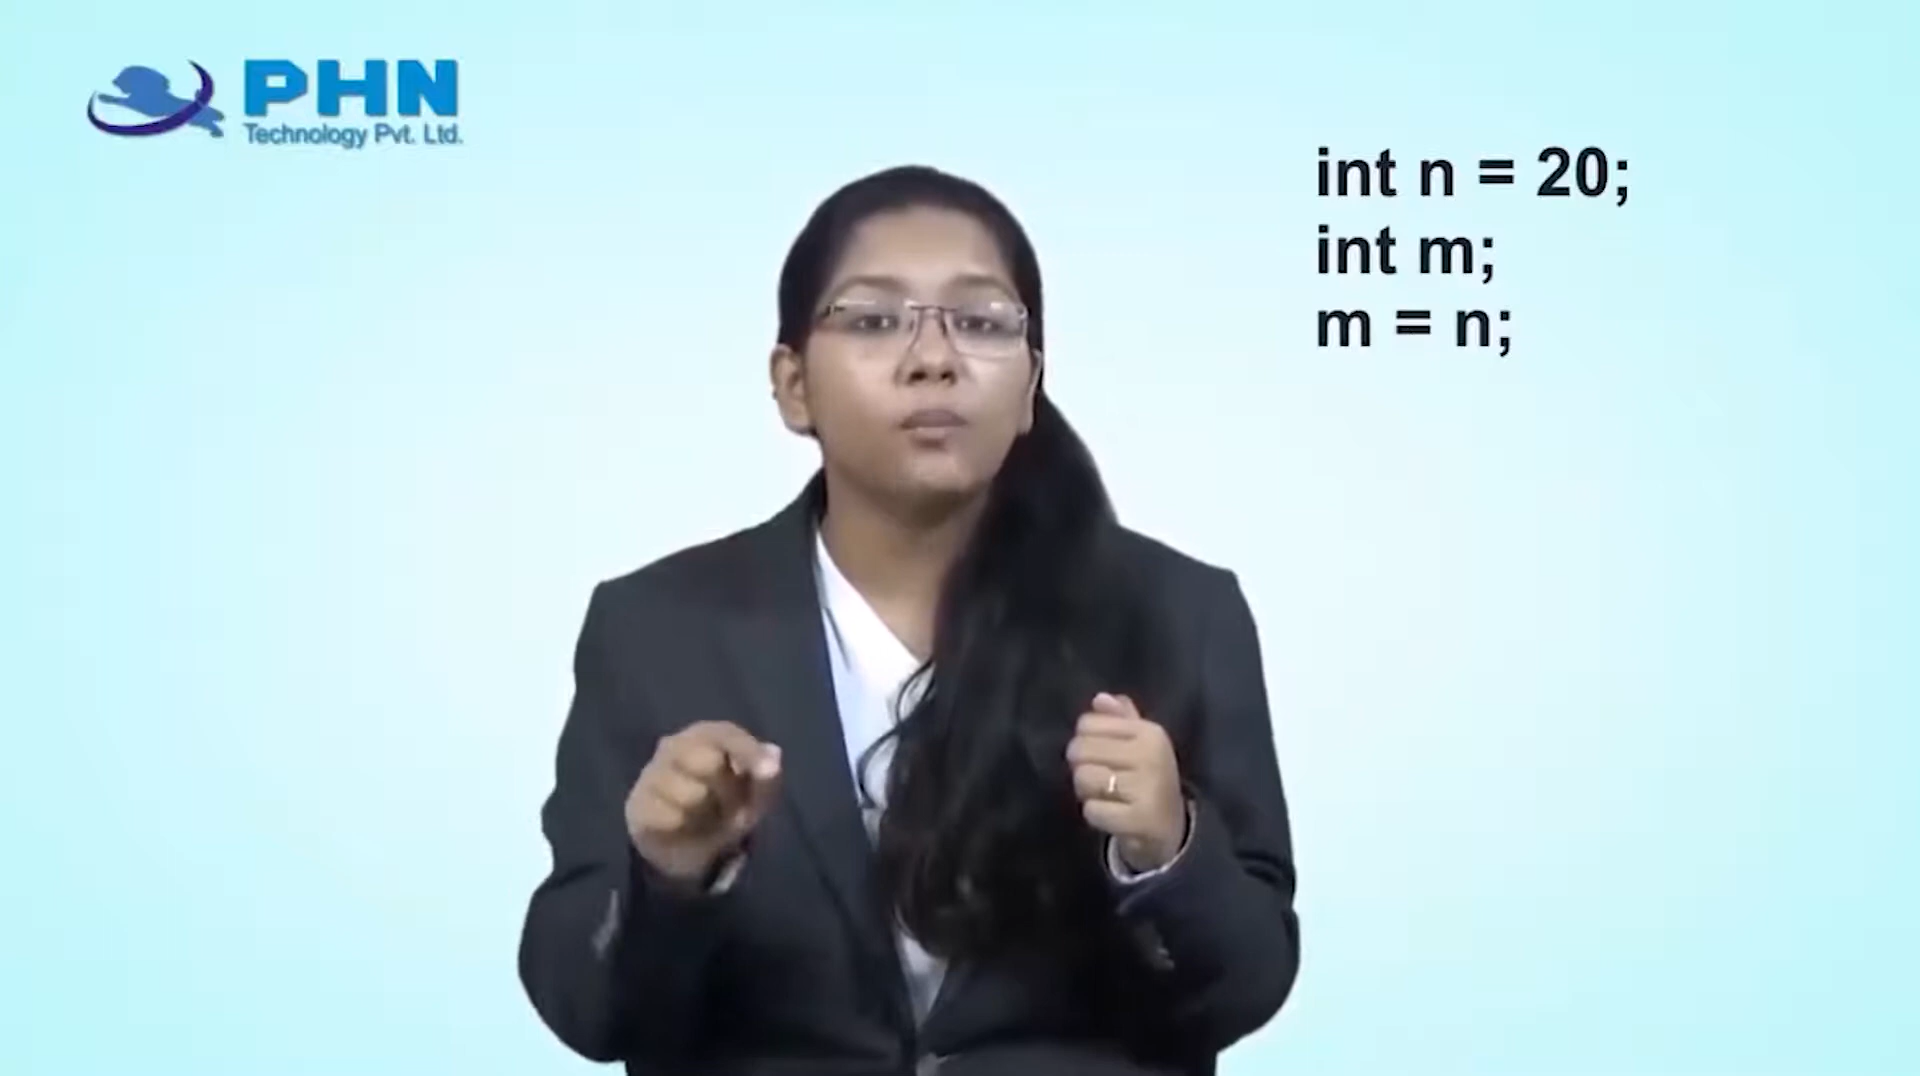 PHN
Technology Pvt. Ltd.
int n = 20;
int m;
m = n;